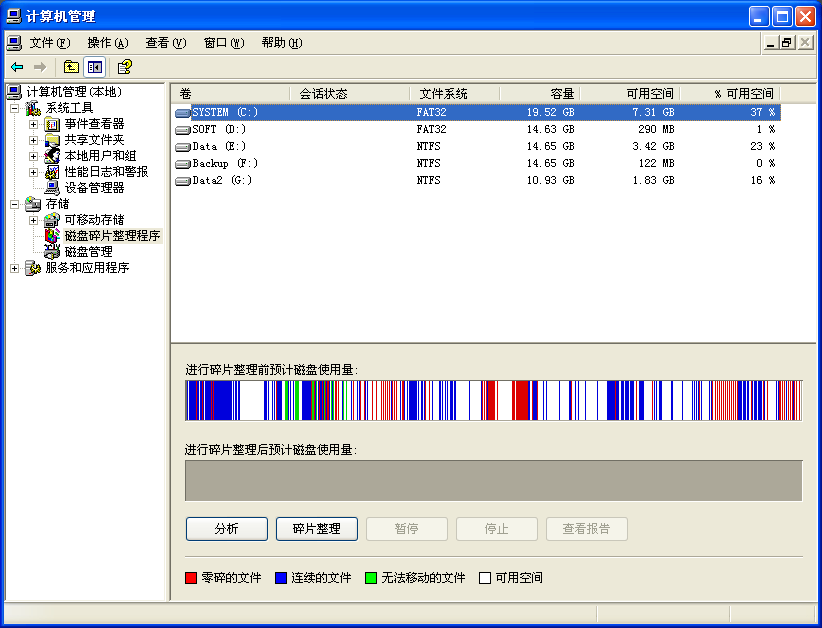 计算机管理
文件(F) 操作(A) 查看(V) 窗口(W) 帮助(H)
计算机管理(本地)
系统工具
事件查看器
共享文件夹
本地用户和组
性能日志和警报
设备管理器
存储
可移动存储
磁盘碎片整理程序
磁盘管理
服务和应用程序
卷 会话状态 文件系统 容量 可用空间 % 可用空间
SYSTEM (C:) FAT32 19.52 GB 7.31 GB 37 %
SOFT (D:) FAT32 14.63 GB 290 MB 1 %
Data (E:) NTFS 14.65 GB 3.42 GB 23 %
Backup (F:) NTFS 14.65 GB 122 MB 0 %
Data2 (G:) NTFS 10.93 GB 1.83 GB 16 %
进行碎片整理前预计磁盘使用量:
进行碎片整理后预计磁盘使用量:
分析 碎片整理 暂停 停止 查看报告
零碎的文件 连续的文件 无法移动的文件 可用空间